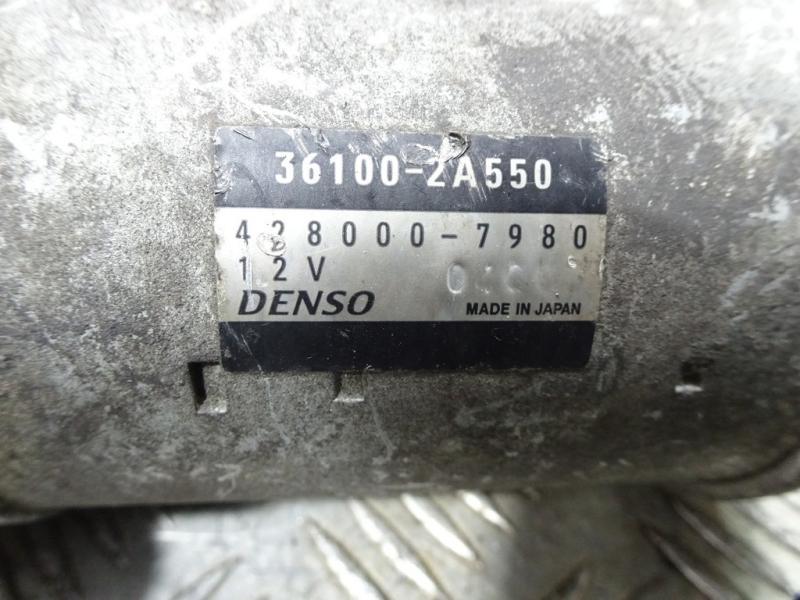 36100-2A550
428000-7980
12V
DENSO MADE IN JAPAN